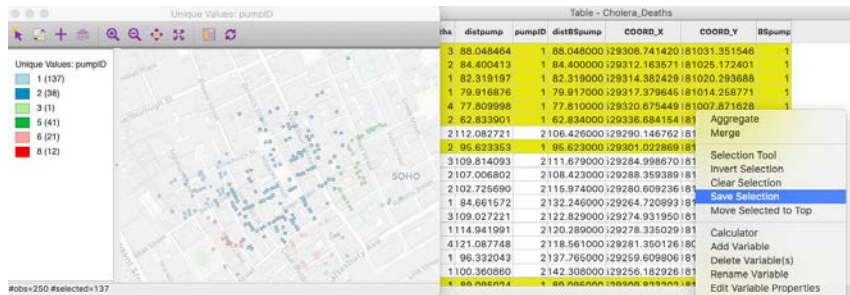 Unique Values: pumpID
Table - Cholera_Deaths
Unique Values: pumpID
1 (137)
2 (38)
3 (1)
5 (41)
6 (21)
8 (12)
SOHO
#obs=250 #selected=137
ths distpump pumpID distBSpump COORD_X COORD_Y BSpump
3 88.048464 1 88.048000 529308.741420 181031.351546 1
2 84.400413 1 84.400000 529312.163571 181025.172401 1
1 82.319197 1 82.319000 529314.382429 181020.293688 1
1 79.916876 1 79.917000 529317.379645 181014.258771 1
4 77.809998 1 77.810000 529320.675449 181007.871628 1
2 62.833901 1 62.834000 529336.684154
2 112.082721 2 106.426000 529290.146762
2 95.623353 1 95.623000 529301.022869
3 109.814093 2 111.679000 529284.998670
2 107.006802 2 108.423000 529288.359389
2 102.725690 2 115.974000 529280.609236
1 84.661572 2 132.246000 529264.720893
3 109.027221 2 122.829000 529274.931950
1 114.941991 2 120.289000 529278.335029
4 121.087748 2 118.561000 529281.350126
1 96.332043 2 137.765000 529259.609806
1 100.360860 2 142.308000 529256.182926
Aggregate
Merge
Selection Tool
Invert Selection
Clear Selection
Save Selection
Move Selected to Top
Calculator
Add Variable
Delete Variable(s)
Rename Variable
Edit Variable Properties